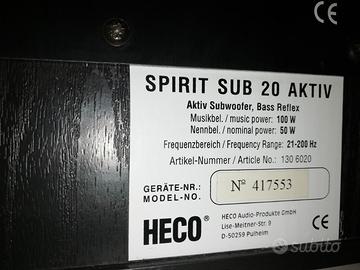 CE
SPIRIT SUB 20 AKTIV
Aktiv Subwoofer, Bass Reflex
Musikbel. / music power: 100 W
Nennbel. / nominal power: 50 W
Frequenzbereich / Frequency Range: 21-200 Hz
Artikel-Nummer / Article No.: 130 6020
GERÄTE-NR.:
MODEL-NO.:
Nº 417553
HECO®
HECO Audio-Produkte GmbH
Lise-Meitner-Str. 9
D-50259 Pulheim
CE
subito